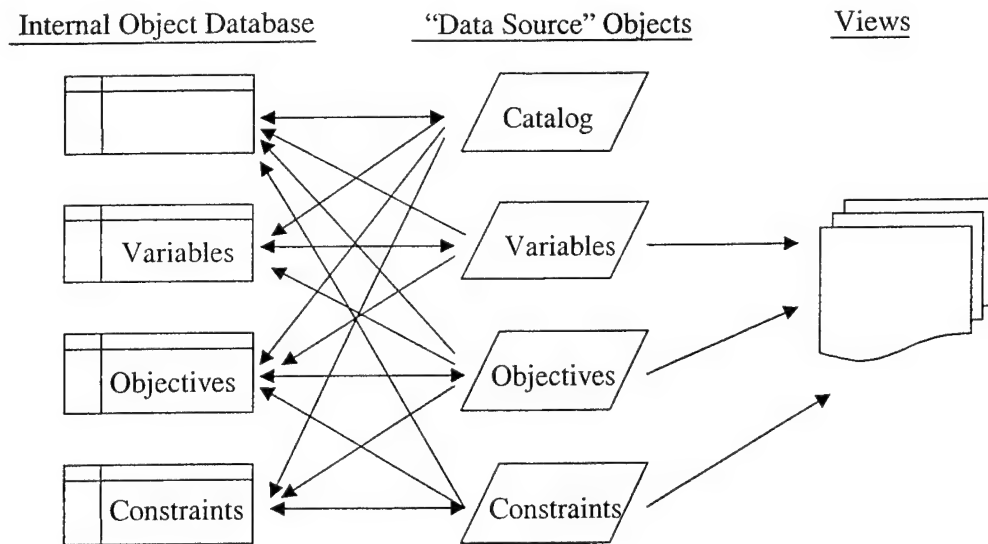 Internal Object Database
“Data Source” Objects
Views
Catalog
Variables
Variables
Objectives
Objectives
Constraints
Constraints